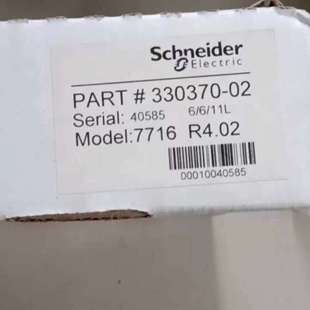 Schneider
Electric
PART # 330370-02
Serial: 40585 6/6/11L
Model:7716 R4.02
00010040585